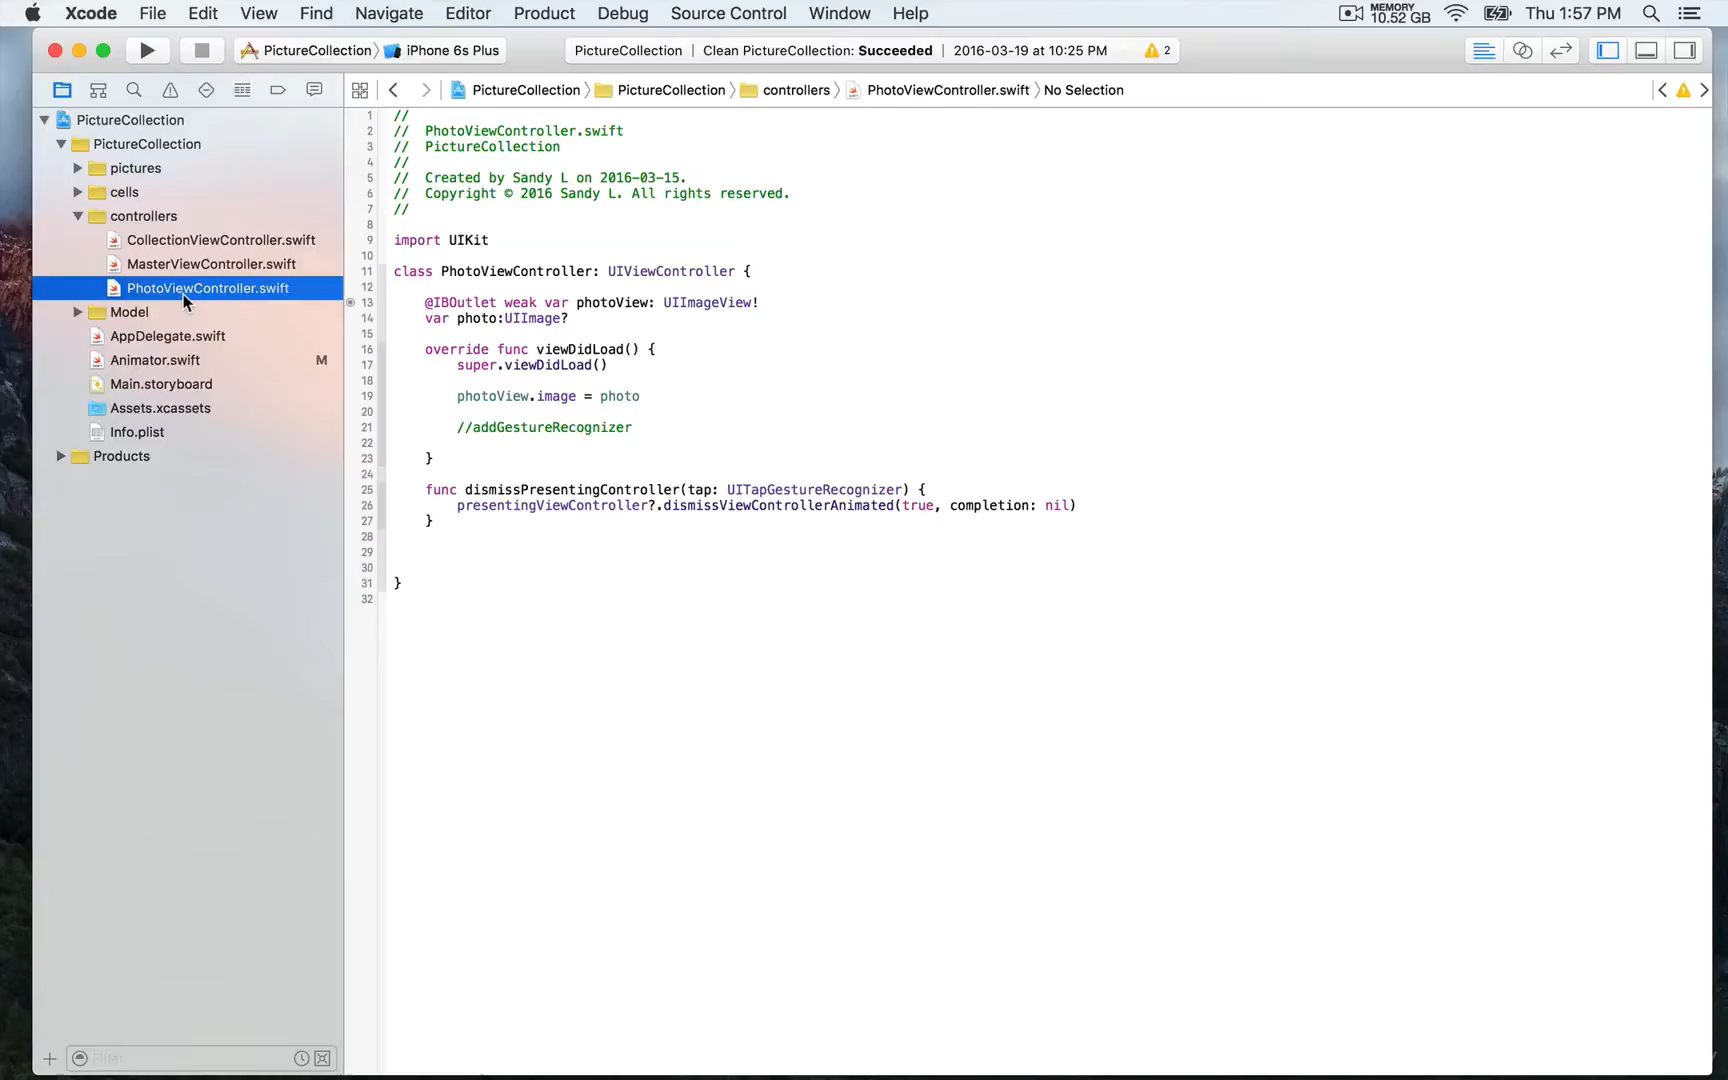 Xcode File Edit View Find Navigate Editor Product Debug Source Control Window Help MEMORY 10.52 GB Thu 1:57 PM
PictureCollection iPhone 6s Plus PictureCollection | Clean PictureCollection: Succeeded | 2016-03-19 at 10:25 PM 2
PictureCollection PictureCollection controllers PhotoViewController.swift No Selection
PictureCollection
PictureCollection
pictures
cells
controllers
CollectionViewController.swift
MasterViewController.swift
PhotoViewController.swift
Model
AppDelegate.swift
Animator.swift M
Main.storyboard
Assets.xcassets
Info.plist
Products
Filter
1 //
2 // PhotoViewController.swift
3 // PictureCollection
4 //
5 // Created by Sandy L on 2016-03-15.
6 // Copyright © 2016 Sandy L. All rights reserved.
7 //
8
9 import UIKit
10
11 class PhotoViewController: UIViewController {
12
13 @IBOutlet weak var photoView: UIImageView!
14 var photo:UIImage?
15
16 override func viewDidLoad() {
17 super.viewDidLoad()
18
19 photoView.image = photo
20
21 //addGestureRecognizer
22
23 }
24
25 func dismissPresentingController(tap: UITapGestureRecognizer) {
26 presentingViewController?.dismissViewControllerAnimated(true, completion: nil)
27 }
28
29
30
31 }
32